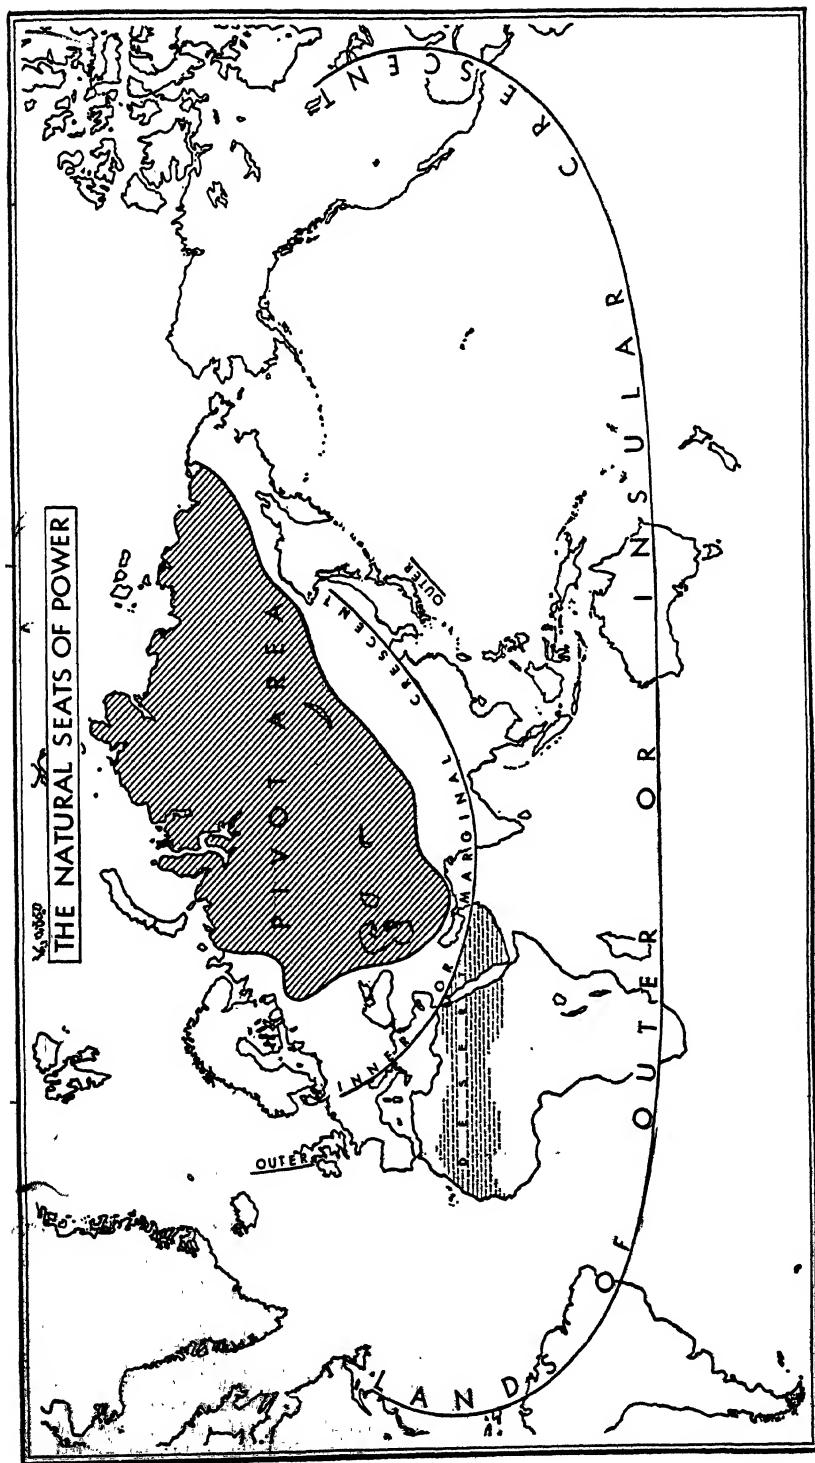 THE NATURAL SEATS OF POWER
PIVOT AREA
OUTER
OUTER
INNER OR MARGINAL CRESCENT
DESERT
LANDS OF OUTER OR INSULAR CRESCENT